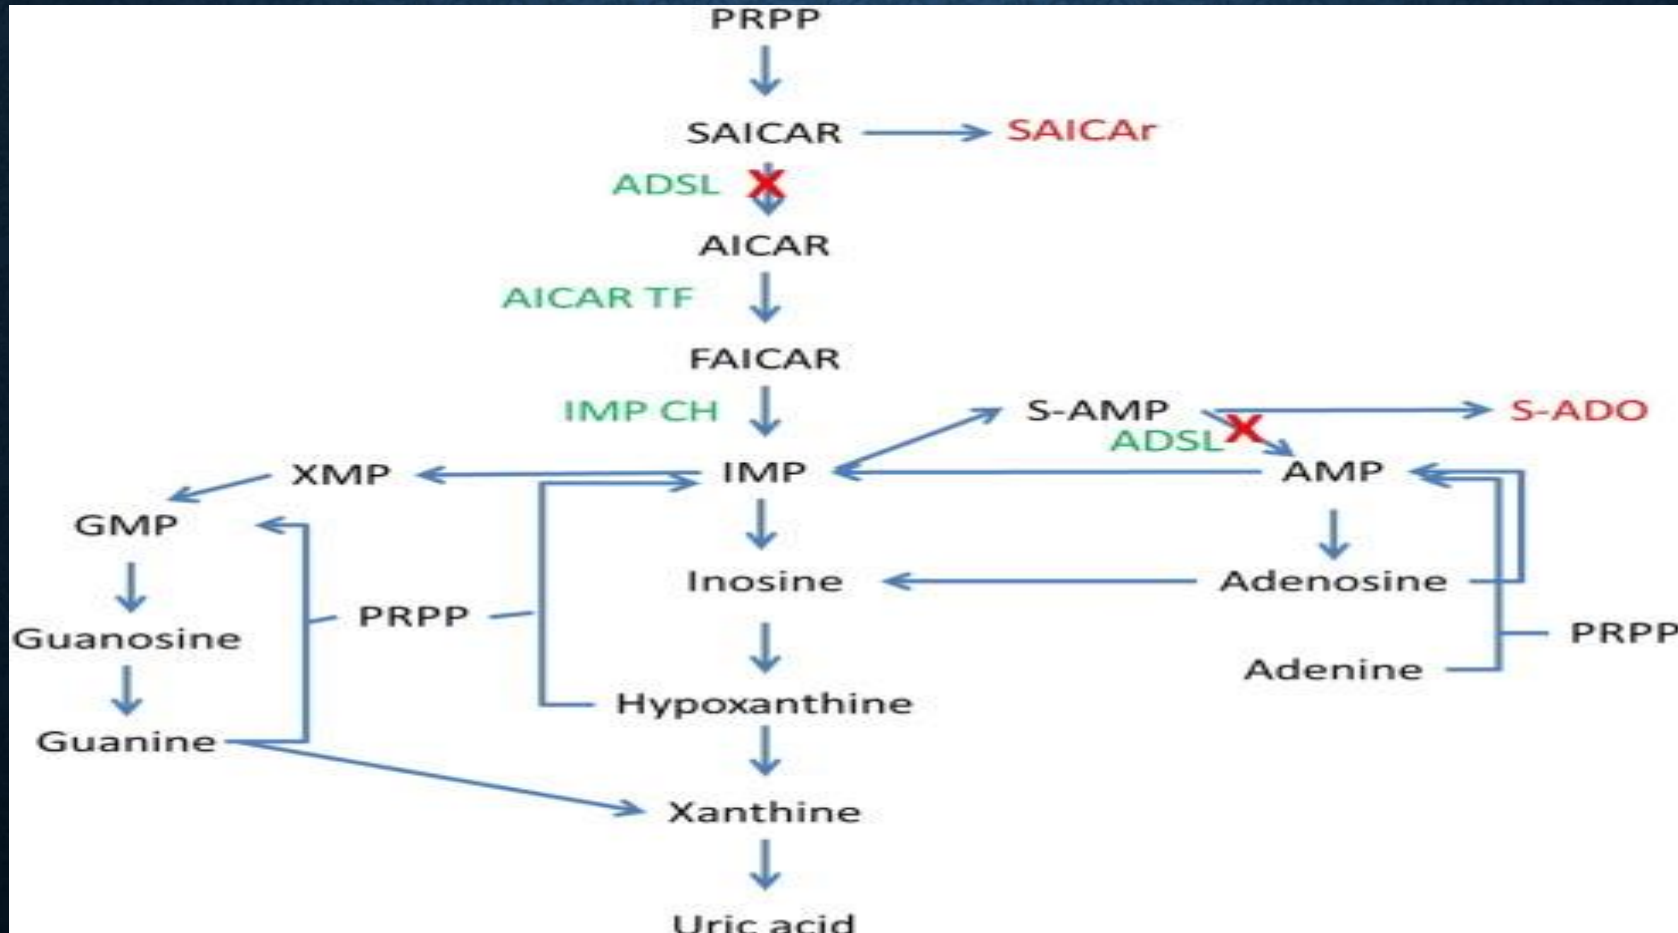 PRPP
SAICAR SAICAr
ADSL X
AICAR
AICAR TF
FAICAR
IMP CH S-AMP S-ADO
ADSL X
XMP IMP AMP
GMP
Inosine Adenosine
Guanosine PRPP PRPP
Adenine
Hypoxanthine
Guanine
Xanthine
Uric acid